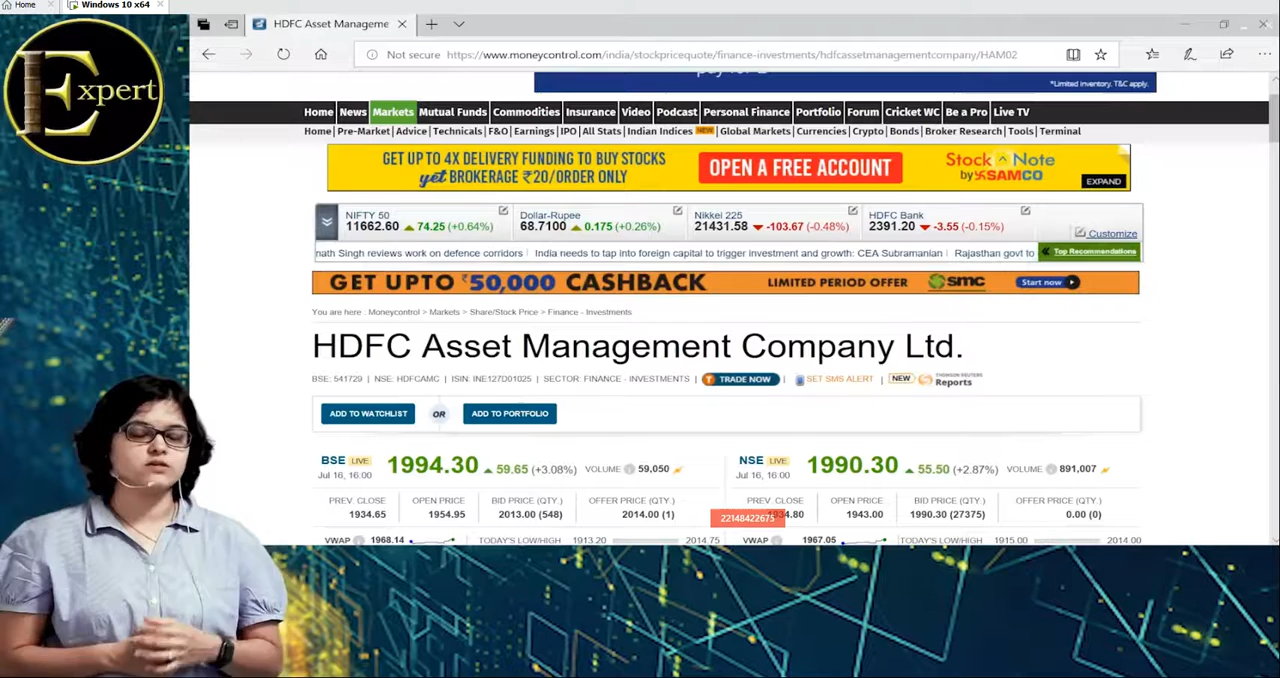 Home
Windows 10 x64
Expert
HDFC Asset Manageme
Not secure https://www.moneycontrol.com/india/stockpricequote/finance-investments/hdfcassetmanagementcompany/HAM02
*Limited inventory. T&C apply.
Home News Markets Mutual Funds Commodities Insurance Video Podcast Personal Finance Portfolio Forum Cricket WC Be a Pro Live TV
Home Pre-Market Advice Technicals F&O Earnings IPO All Stats Indian Indices NEW Global Markets Currencies Crypto Bonds Broker Research Tools Terminal
GET UP TO 4X DELIVERY FUNDING TO BUY STOCKS
yet BROKERAGE ₹20/ORDER ONLY
OPEN A FREE ACCOUNT
Stock Note
by SAMCO
EXPAND
NIFTY 50
11662.60 74.25 (+0.64%)
Dollar-Rupee
68.7100 0.175 (+0.26%)
Nikkei 225
21431.58 -103.67 (-0.48%)
HDFC Bank
2391.20 -3.55 (-0.15%)
Customize
nath Singh reviews work on defence corridors India needs to tap into foreign capital to trigger investment and growth: CEA Subramanian Rajasthan govt to
Top Recommendations
GET UPTO ₹50,000 CASHBACK LIMITED PERIOD OFFER smc Start now
You are here Moneycontrol > Markets > Share/Stock Price > Finance - Investments
HDFC Asset Management Company Ltd.
BSE: 541729 | NSE: HDFCAMC | ISIN: INE127D01025 | SECTOR: FINANCE - INVESTMENTS | TRADE NOW SET SMS ALERT | NEW THOMSON REUTERS Reports
ADD TO WATCHLIST OR ADD TO PORTFOLIO
BSE LIVE
Jul 16, 16:00
1994.30 59.65 (+3.08%) VOLUME 59,050
PREV. CLOSE OPEN PRICE BID PRICE (QTY.) OFFER PRICE (QTY.)
1934.65 1954.95 2013.00 (548) 2014.00 (1)
VWAP 1968.14 TODAY'S LOW/HIGH 1913.20 2014.75
NSE LIVE
Jul 16, 16:00
1990.30 55.50 (+2.87%) VOLUME 891,007
PREV. CLOSE OPEN PRICE BID PRICE (QTY.) OFFER PRICE (QTY.)
34.80 1943.00 1990.30 (27375) 0.00 (0)
22148422675
VWAP 1967.05 TODAY'S LOW/HIGH 1915.00 2014.00